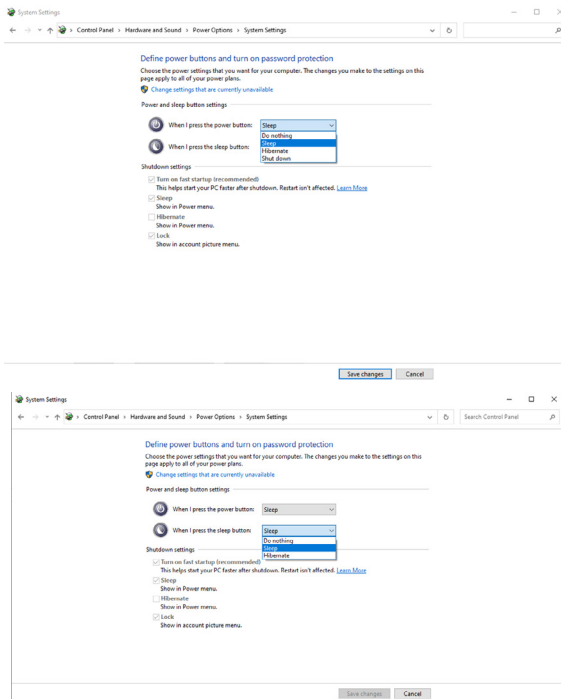 System Settings
Control Panel > Hardware and Sound > Power Options > System Settings
Define power buttons and turn on password protection
Choose the power settings that you want for your computer. The changes you make to the settings on this
page apply to all of your power plans.
Change settings that are currently unavailable
Power and sleep button settings
When I press the power button: Sleep
Do nothing
Sleep
When I press the sleep button: Hibernate
Shut down
Shutdown settings
Turn on fast startup (recommended)
This helps start your PC faster after shutdown. Restart isn't affected. Learn More
Sleep
Show in Power menu.
Hibernate
Show in Power menu.
Lock
Show in account picture menu.
Save changes Cancel
System Settings
Control Panel > Hardware and Sound > Power Options > System Settings Search Control Panel
Define power buttons and turn on password protection
Choose the power settings that you want for your computer. The changes you make to the settings on this
page apply to all of your power plans.
Change settings that are currently unavailable
Power and sleep button settings
When I press the power button: Sleep
When I press the sleep button: Sleep
Do nothing
Sleep
Hibernate
Shutdown settings
Turn on fast startup (recommended)
This helps start your PC faster after shutdown. Restart isn't affected. Learn More
Sleep
Show in Power menu.
Hibernate
Show in Power menu.
Lock
Show in account picture menu.
Save changes Cancel